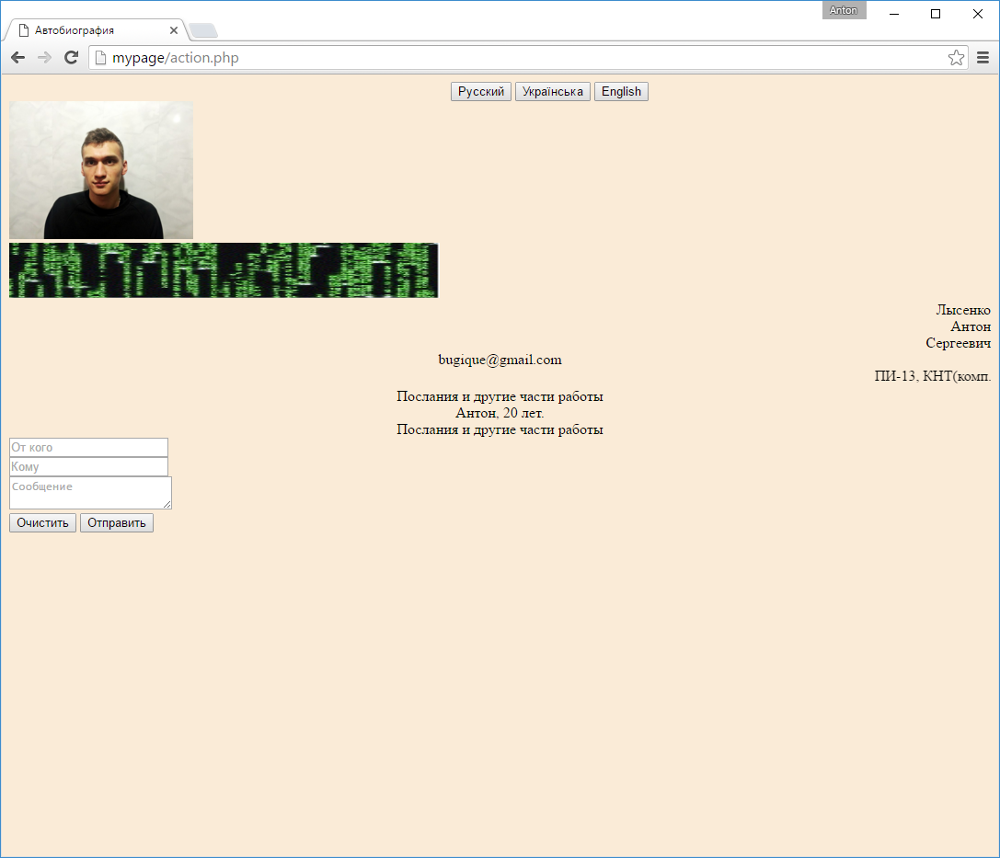 Anton
Автобиография
mypage/action.php
Русский Українська English
Лысенко
Антон
Сергеевич
bugique@gmail.com
ПИ-13, КНТ(комп.
Послания и другие части работы
Антон, 20 лет.
Послания и другие части работы
От кого
Кому
Сообщение
Очистить Отправить